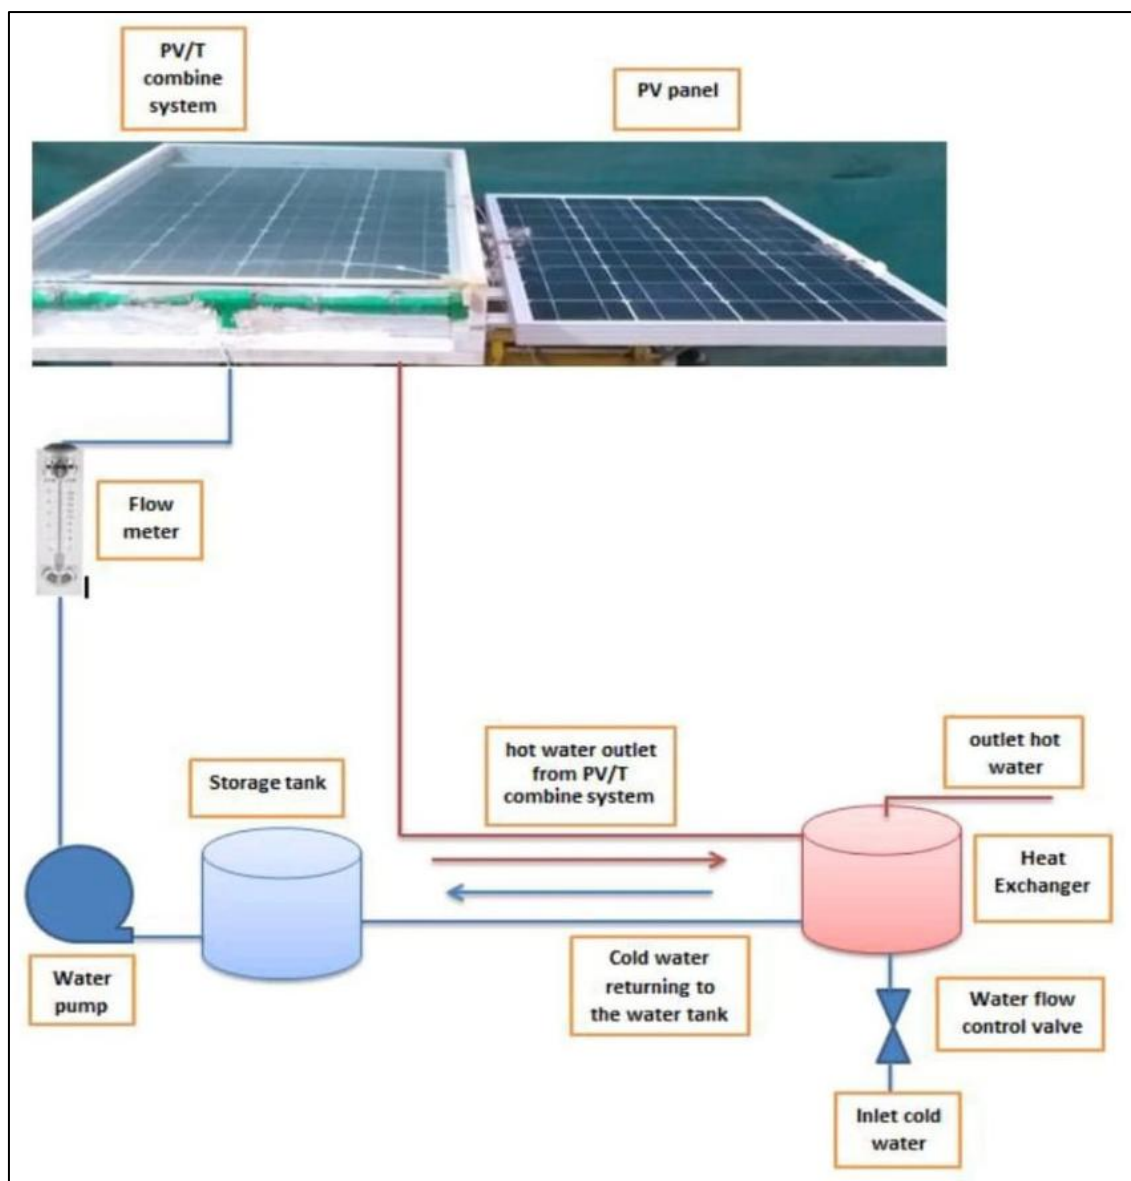 PV/T
combine
system
PV panel
Flow
meter
hot water outlet
from PV/T
combine system
outlet hot
water
Storage tank
Heat
Exchanger
Water
pump
Cold water
returning to
the water tank
Water flow
control valve
Inlet cold
water